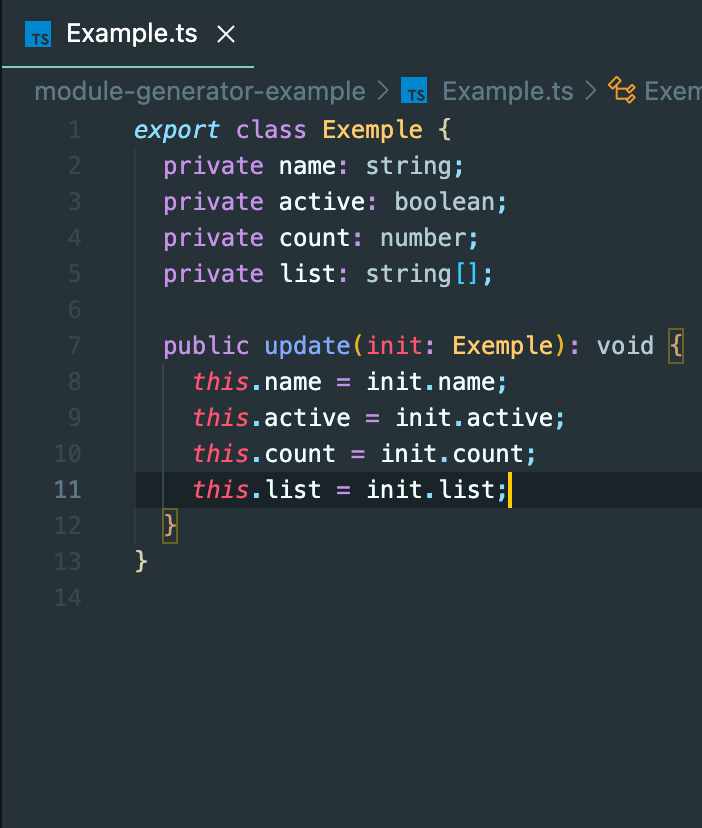 TS Example.ts ×
module-generator-example > TS Example.ts > Exem
1 export class Exemple {
2   private name: string;
3   private active: boolean;
4   private count: number;
5   private list: string[];
6
7   public update(init: Exemple): void {
8     this.name = init.name;
9     this.active = init.active;
10     this.count = init.count;
11     this.list = init.list;
12   }
13 }
14